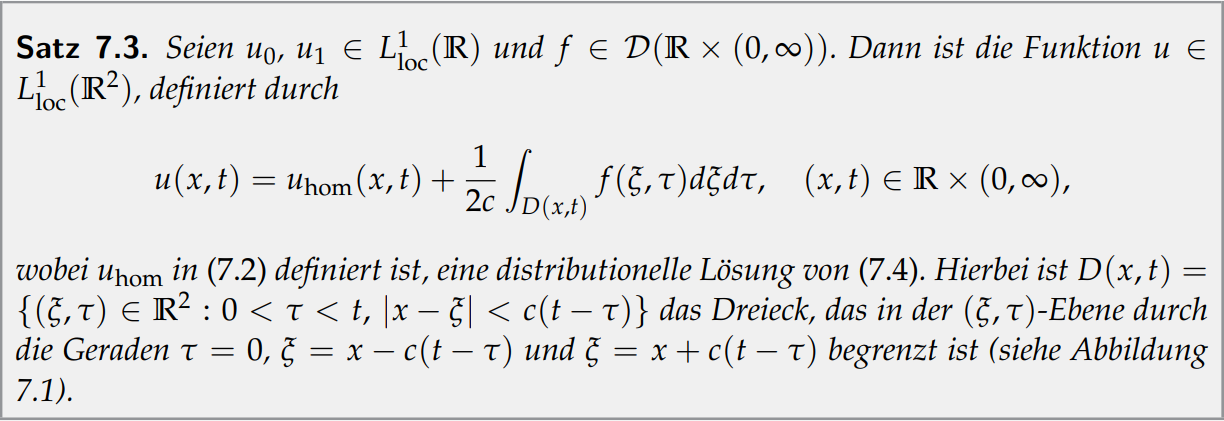 Satz 7.3. Seien u₀, u₁ ∈ L¹_loc(ℝ) und f ∈ 𝒟(ℝ × (0, ∞)). Dann ist die Funktion u ∈
L¹_loc(ℝ²), definiert durch
u(x, t) = u_hom(x, t) + 1/(2c) ∫_{D(x,t)} f(ξ, τ)dξdτ, (x, t) ∈ ℝ × (0, ∞),
wobei u_hom in (7.2) definiert ist, eine distributionelle Lösung von (7.4). Hierbei ist D(x, t) =
{(ξ, τ) ∈ ℝ² : 0 < τ < t, |x − ξ| < c(t − τ)} das Dreieck, das in der (ξ, τ)-Ebene durch
die Geraden τ = 0, ξ = x − c(t − τ) und ξ = x + c(t − τ) begrenzt ist (siehe Abbildung
7.1).